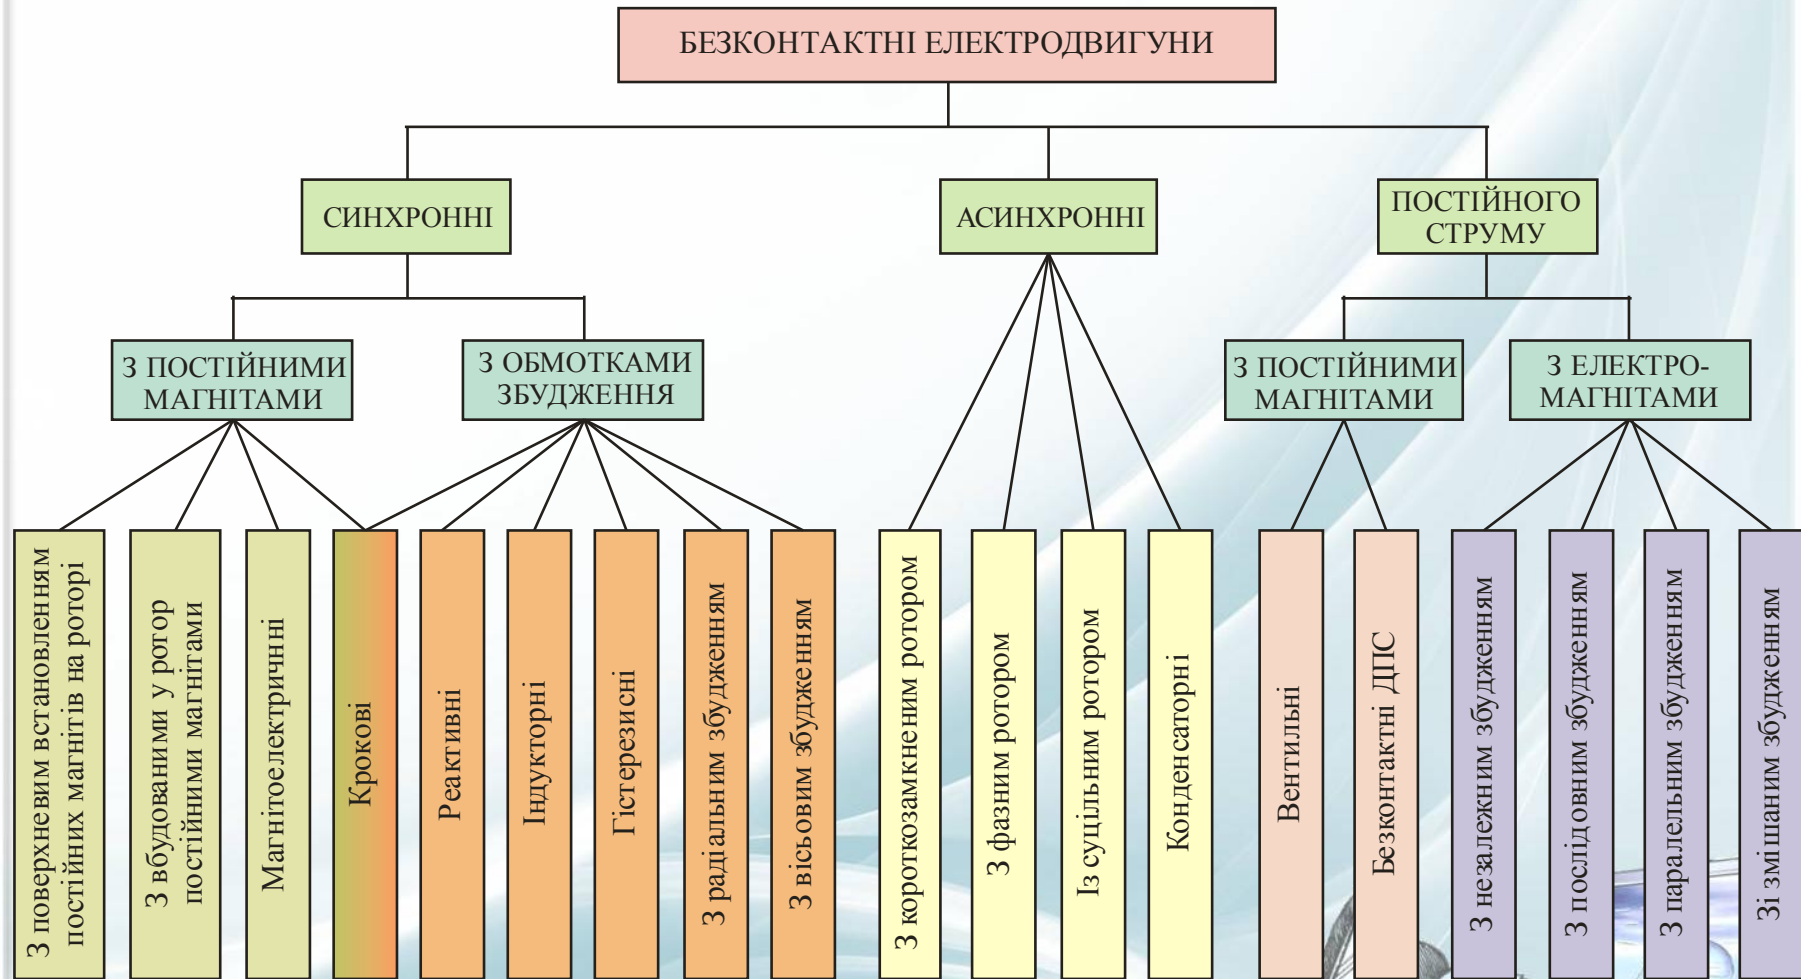 БЕЗКОНТАКТНІ ЕЛЕКТРОДВИГУНИ
СИНХРОННІ
АСИНХРОННІ
ПОСТІЙНОГО
СТРУМУ
З ПОСТІЙНИМИ
МАГНІТАМИ
З ОБМОТКАМИ
ЗБУДЖЕННЯ
З ПОСТІЙНИМИ
МАГНІТАМИ
З ЕЛЕКТРО-
МАГНІТАМИ
З поверхневим встановленням
постійних магнітів на роторі
З вбудованими у ротор
постійними магнітами
Магнітоелектричнні
Крокові
Реактивні
Індукторні
Гістерезисні
З радіальним збудженням
З вісьовим збудженням
З короткозамкненим ротором
З фазним ротором
Із суцільним ротором
Конденсаторні
Вентильні
Безконтактні ДПС
З незалежним збудженням
З послідовним збудженням
З паралельним збудженням
Зі змішаним збудженням